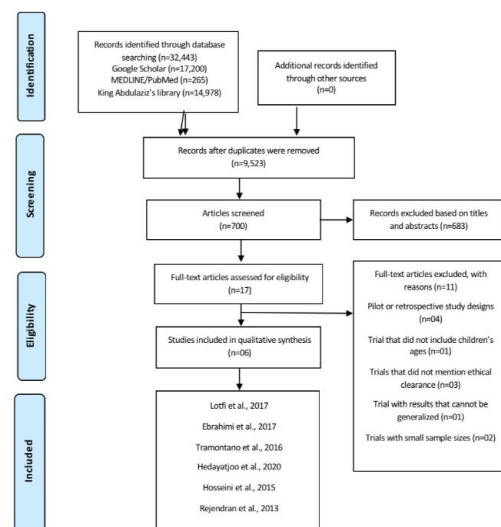 Identification
Records identified through database
searching (n=32,443)
Google Scholar (n=17,200)
MEDLINE/PubMed (n=265)
King Abdulaziz's library (n=14,978)
Additional records identified
through other sources
(n=0)
Screening
Records after duplicates were removed
(n=9,523)
Articles screened
(n=700)
Records excluded based on titles
and abstracts (n=683)
Eligibility
Full-text articles assessed for eligibility
(n=17)
Studies included in qualitative synthesis
(n=06)
Full-text articles excluded, with
reasons (n=11)
Pilot or retrospective study designs
(n=04)
Trial that did not include children's
ages (n=01)
Trials that did not mention ethical
clearance (n=03)
Trial with results that cannot be
generalized (n=01)
Trials with small sample sizes (n=02)
Included
Lotfi et al., 2017
Ebrahimi et al., 2017
Tramontano et al., 2016
Hedayatjoo et al., 2020
Hosseini et al., 2015
Rejendran et al., 2013